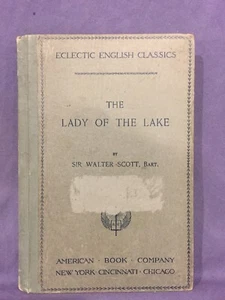 ECLECTIC ENGLISH CLASSICS
THE
LADY OF THE LAKE
BY
SIR WALTER SCOTT, BART.
AMERICAN · BOOK · COMPANY
NEW YORK · CINCINNATI · CHICAGO